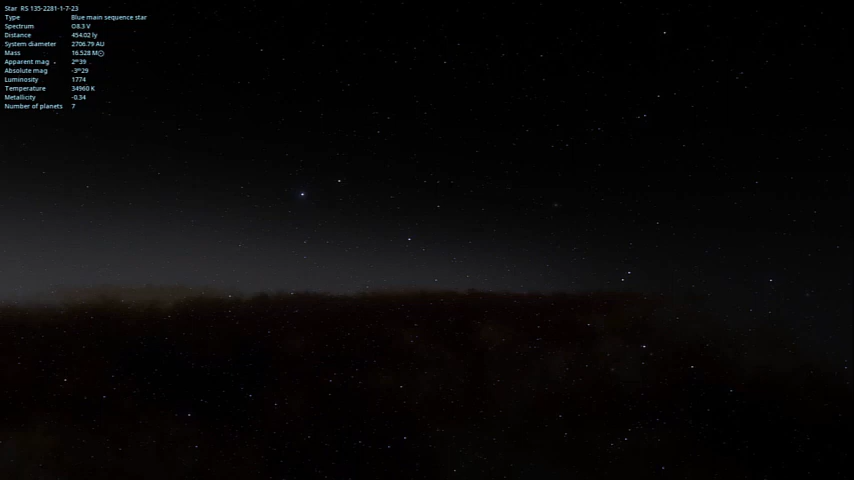 Star RS 135-2281-1-7-23
Type Blue main sequence star
Spectrum O8.3 V
Distance 454.02 ly
System diameter 2706.79 AU
Mass 16.528 M☉
Apparent mag 2ᵐ39
Absolute mag -3ᵐ29
Luminosity 1774
Temperature 34960 K
Metallicity -0.34
Number of planets 7